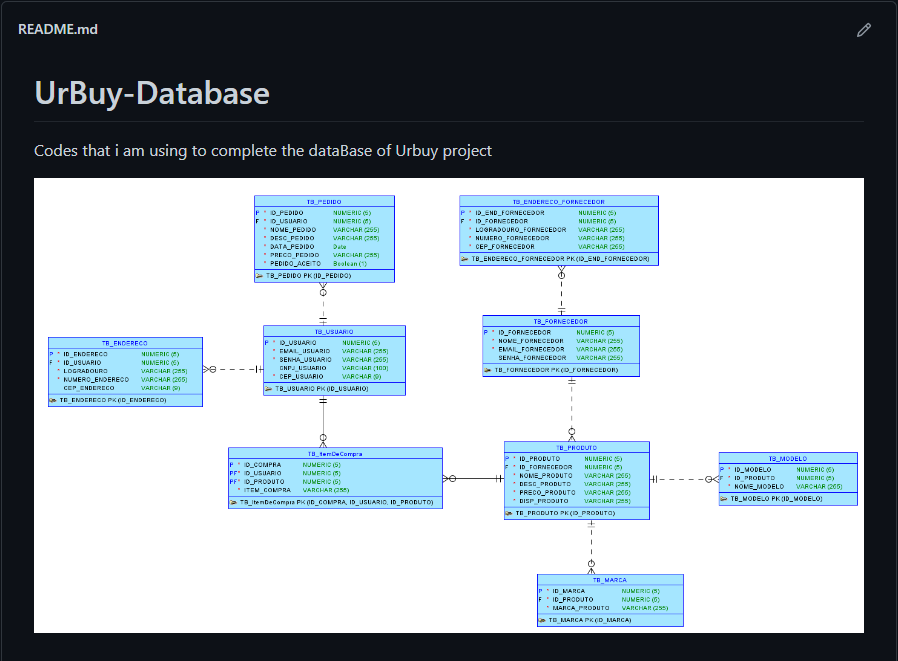 README.md
UrBuy-Database
Codes that i am using to complete the dataBase of Urbuy project
TB_PEDIDO
P * ID_PEDIDO NUMERIC (5)
F * ID_USUARIO NUMERIC (5)
* NOME_PEDIDO VARCHAR (255)
* DESC_PEDIDO VARCHAR (255)
* DATA_PEDIDO Date
* PRECO_PEDIDO VARCHAR (255)
* PEDIDO_ACEITO Boolean (1)
TB_PEDIDO PK (ID_PEDIDO)
TB_ENDERECO_FORNECEDOR
P * ID_END_FORNECEDOR NUMERIC (5)
F * ID_FORNECEDOR NUMERIC (5)
* LOGRADOURO_FORNECEDOR VARCHAR (255)
* NUMERO_FORNECEDOR VARCHAR (255)
* CEP_FORNECEDOR VARCHAR (255)
TB_ENDERECO_FORNECEDOR PK (ID_END_FORNECEDOR)
TB_ENDERECO
P * ID_ENDERECO NUMERIC (5)
F * ID_USUARIO NUMERIC (5)
* LOGRADOURO VARCHAR (255)
* NUMERO_ENDERECO VARCHAR (255)
CEP_ENDERECO VARCHAR (9)
TB_ENDERECO PK (ID_ENDERECO)
TB_USUARIO
P * ID_USUARIO NUMERIC (5)
* EMAIL_USUARIO VARCHAR (255)
* SENHA_USUARIO VARCHAR (255)
CNPJ_USUARIO VARCHAR (100)
* CEP_USUARIO VARCHAR (9)
TB_USUARIO PK (ID_USUARIO)
TB_FORNECEDOR
P * ID_FORNECEDOR NUMERIC (5)
* NOME_FORNECEDOR VARCHAR (255)
* EMAIL_FORNECEDOR VARCHAR (255)
SENHA_FORNECEDOR VARCHAR (255)
TB_FORNECEDOR PK (ID_FORNECEDOR)
TB_ItemDeCompra
P * ID_COMPRA NUMERIC (5)
PF* ID_USUARIO NUMERIC (5)
PF* ID_PRODUTO NUMERIC (5)
* ITEM_COMPRA VARCHAR (255)
TB_ItemDeCompra PK (ID_COMPRA, ID_USUARIO, ID_PRODUTO)
TB_PRODUTO
P * ID_PRODUTO NUMERIC (5)
F * ID_FORNECEDOR NUMERIC (5)
* NOME_PRODUTO VARCHAR (255)
* DESC_PRODUTO VARCHAR (255)
* PRECO_PRODUTO VARCHAR (255)
* DISP_PRODUTO VARCHAR (255)
TB_PRODUTO PK (ID_PRODUTO)
TB_MODELO
P * ID_MODELO NUMERIC (5)
F * ID_PRODUTO NUMERIC (5)
* NOME_MODELO VARCHAR (255)
TB_MODELO PK (ID_MODELO)
TB_MARCA
P * ID_MARCA NUMERIC (5)
F * ID_PRODUTO NUMERIC (5)
* MARCA_PRODUTO VARCHAR (255)
TB_MARCA PK (ID_MARCA)